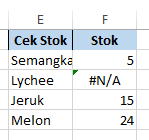 E F
Cek Stok Stok
Semangka 5
Lychee #N/A
Jeruk 15
Melon 24